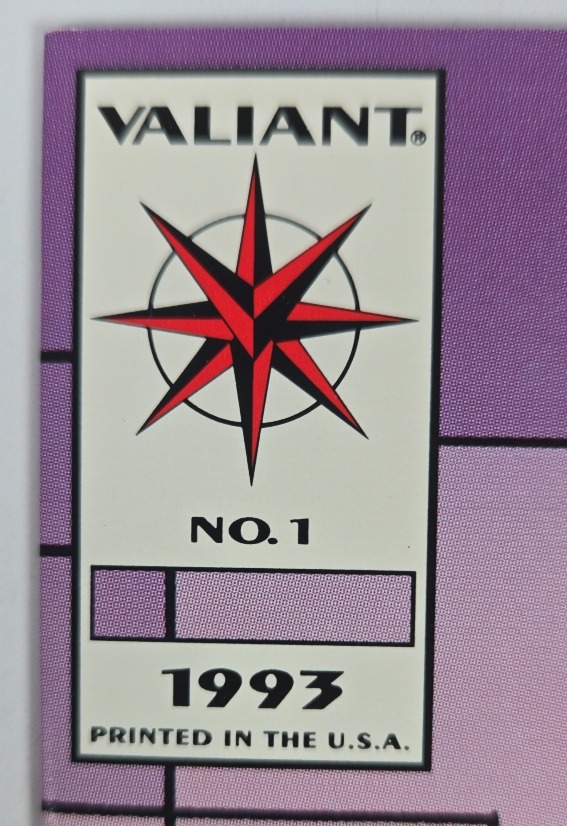 VALIANT®
NO. 1
1993
PRINTED IN THE U.S.A.